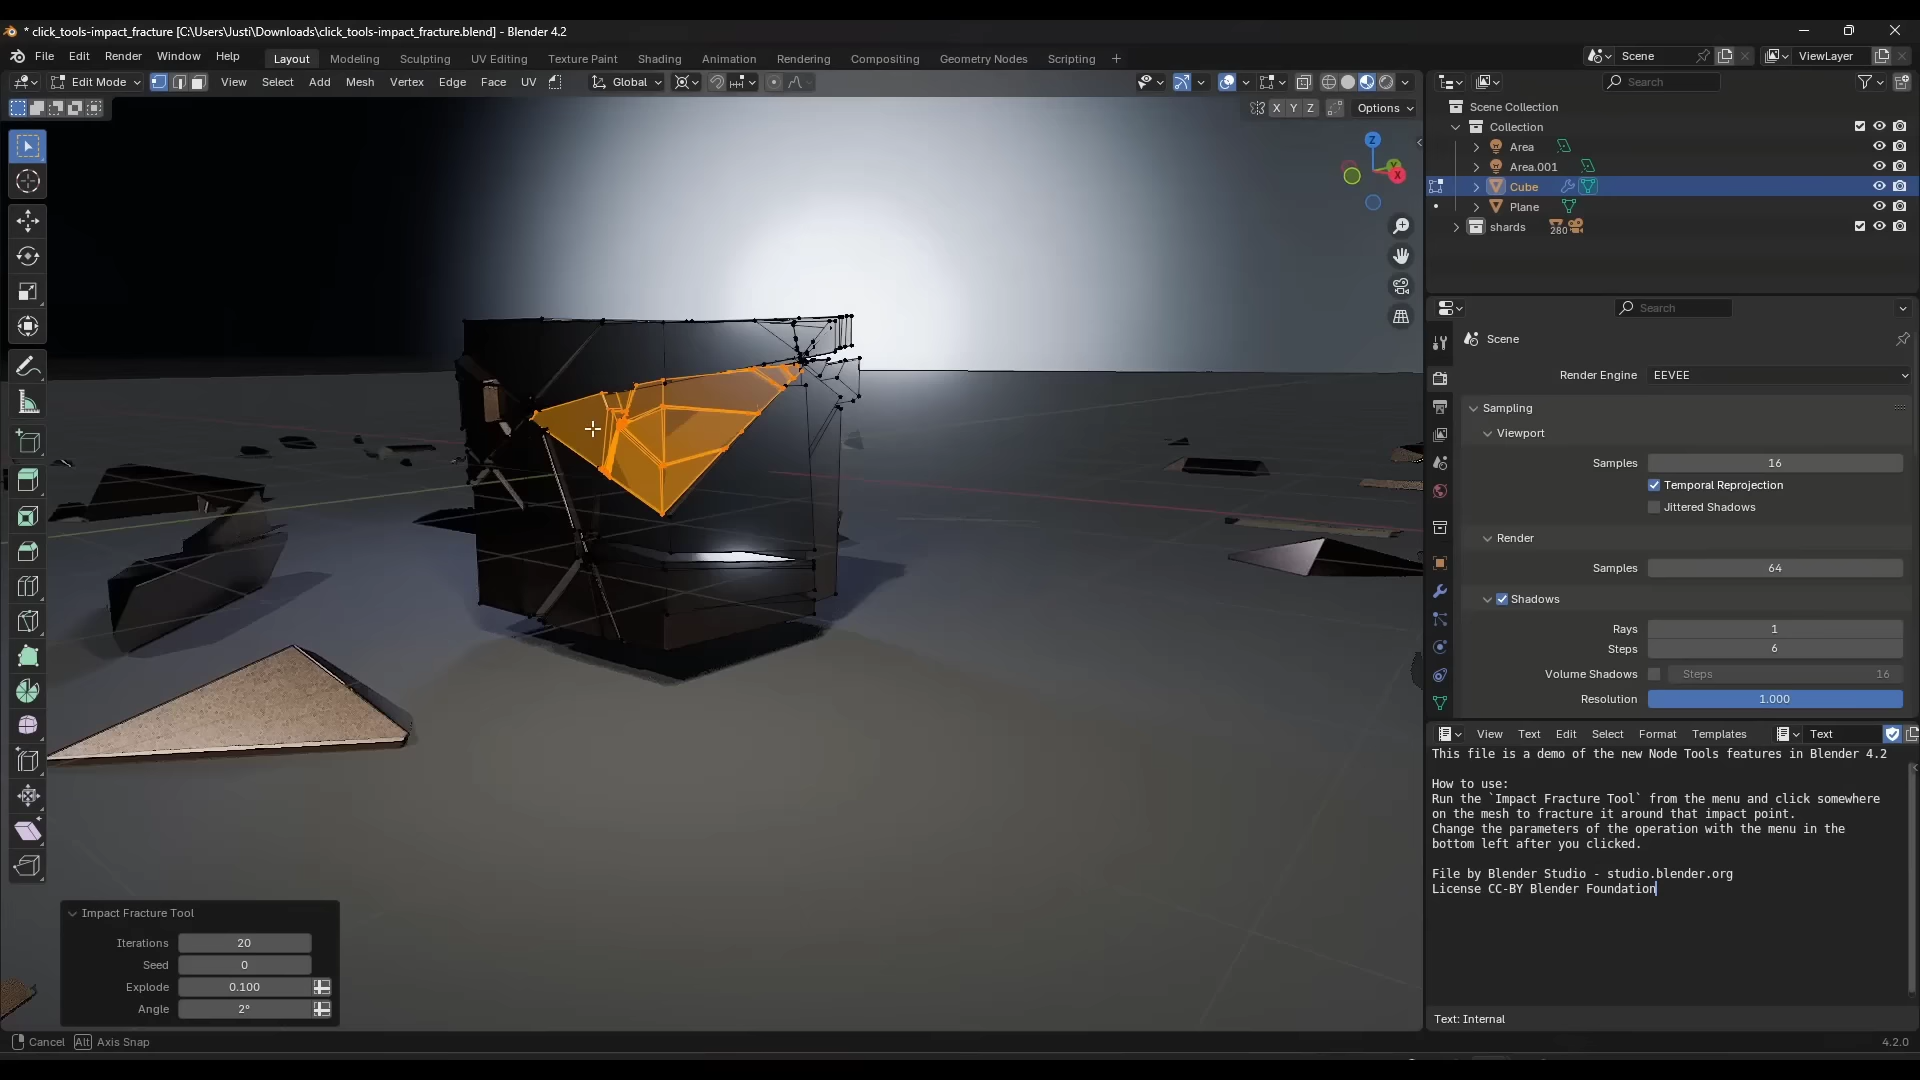 * click_tools-impact_fracture [C:\Users\Justi\Downloads\click_tools-impact_fracture.blend] - Blender 4.2
File Edit Render Window Help
Layout Modeling Sculpting UV Editing Texture Paint Shading Animation Rendering Compositing Geometry Nodes Scripting +
Scene
ViewLayer
Edit Mode
View Select Add Mesh Vertex Edge Face UV
Global
Search
X Y Z
Options
Scene Collection
Collection
Area
Area.001
Cube
Plane
shards
280
Z
Y
X
Search
Scene
Render Engine EEVEE
Sampling
Viewport
Samples 16
Temporal Reprojection
Jittered Shadows
Render
Samples 64
Shadows
Rays 1
Steps 6
Volume Shadows Steps 16
Resolution 1.000
View Text Edit Select Format Templates
Text
This file is a demo of the new Node Tools features in Blender 4.2
How to use:
Run the `Impact Fracture Tool` from the menu and click somewhere
on the mesh to fracture it around that impact point.
Change the parameters of the operation with the menu in the
bottom left after you clicked.
File by Blender Studio - studio.blender.org
License CC-BY Blender Foundation
Text: Internal
Impact Fracture Tool
Iterations 20
Seed 0
Explode 0.100
Angle 2°
Cancel Alt Axis Snap
4.2.0